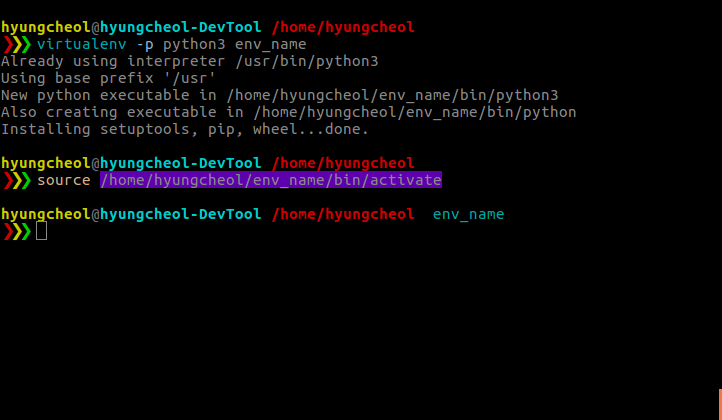 hyungcheol@hyungcheol-DevTool /home/hyungcheol
❯❯❯ virtualenv -p python3 env_name
Already using interpreter /usr/bin/python3
Using base prefix '/usr'
New python executable in /home/hyungcheol/env_name/bin/python3
Also creating executable in /home/hyungcheol/env_name/bin/python
Installing setuptools, pip, wheel...done.
hyungcheol@hyungcheol-DevTool /home/hyungcheol
❯❯❯ source /home/hyungcheol/env_name/bin/activate
hyungcheol@hyungcheol-DevTool /home/hyungcheol  env_name
❯❯❯